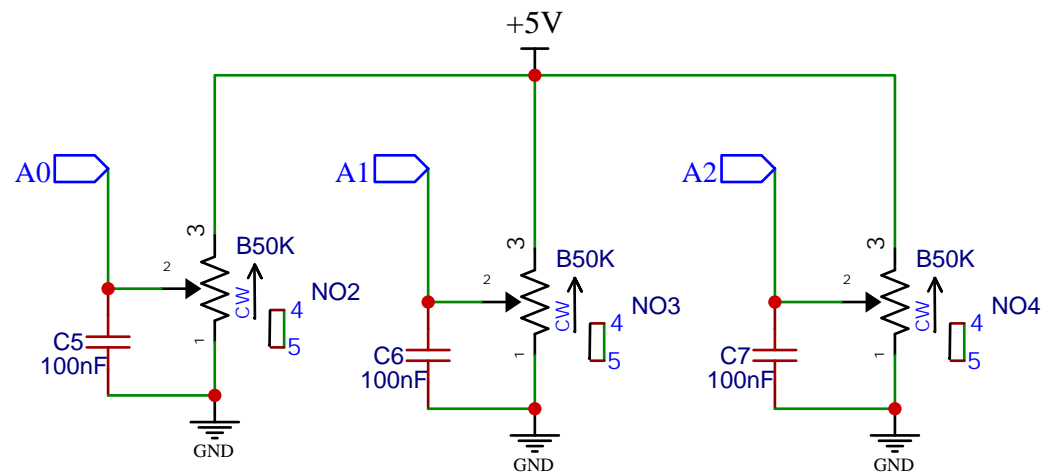 +5V
A0
A1
A2
3
B50K
2
CW
NO2
4
5
1
C5
100nF
GND
3
B50K
2
CW
NO3
4
5
1
C6
100nF
GND
3
B50K
2
CW
NO4
4
5
1
C7
100nF
GND